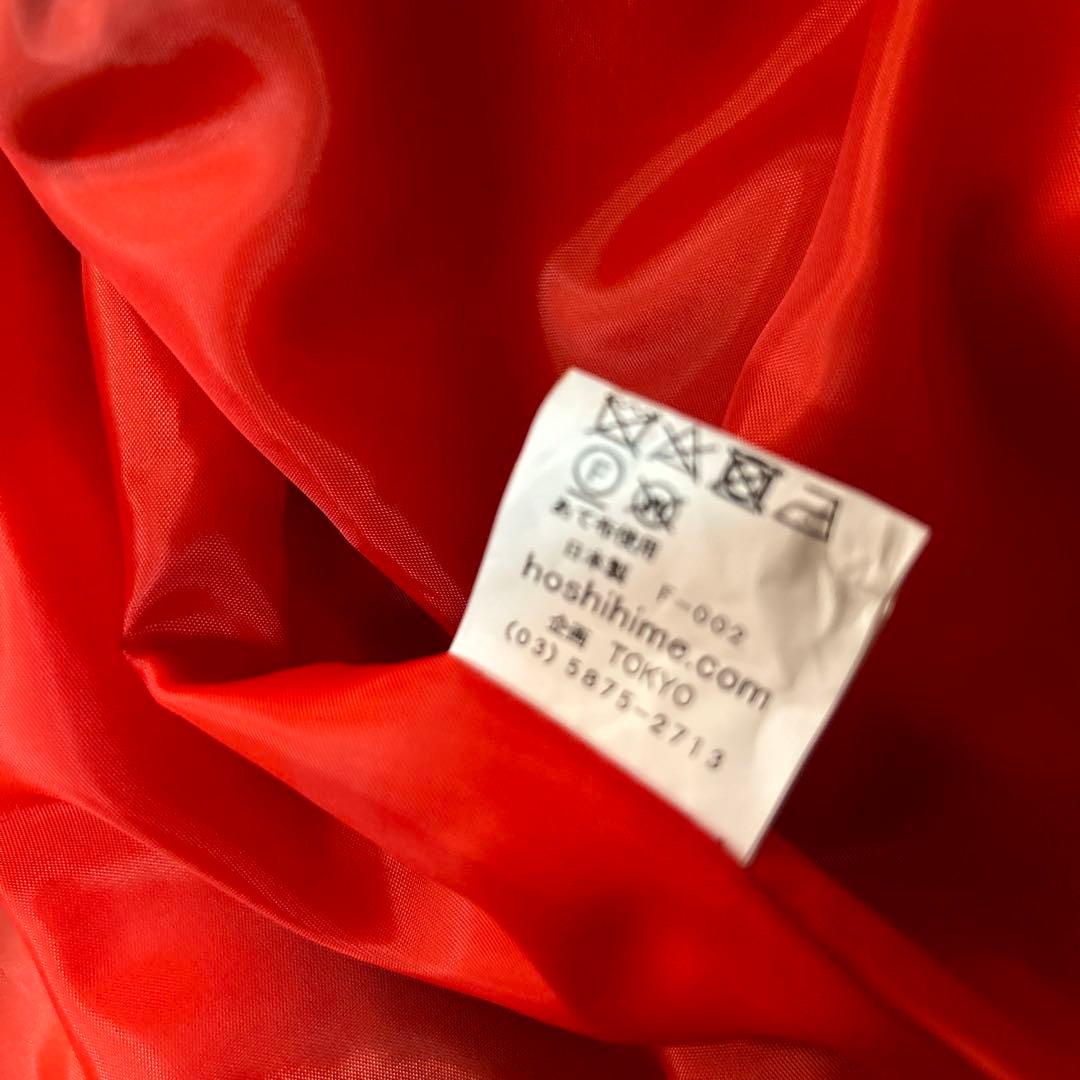 F
あて布使用
日本製 F-002
hoshihime.com
企画 TOKYO
(03)5875-2713